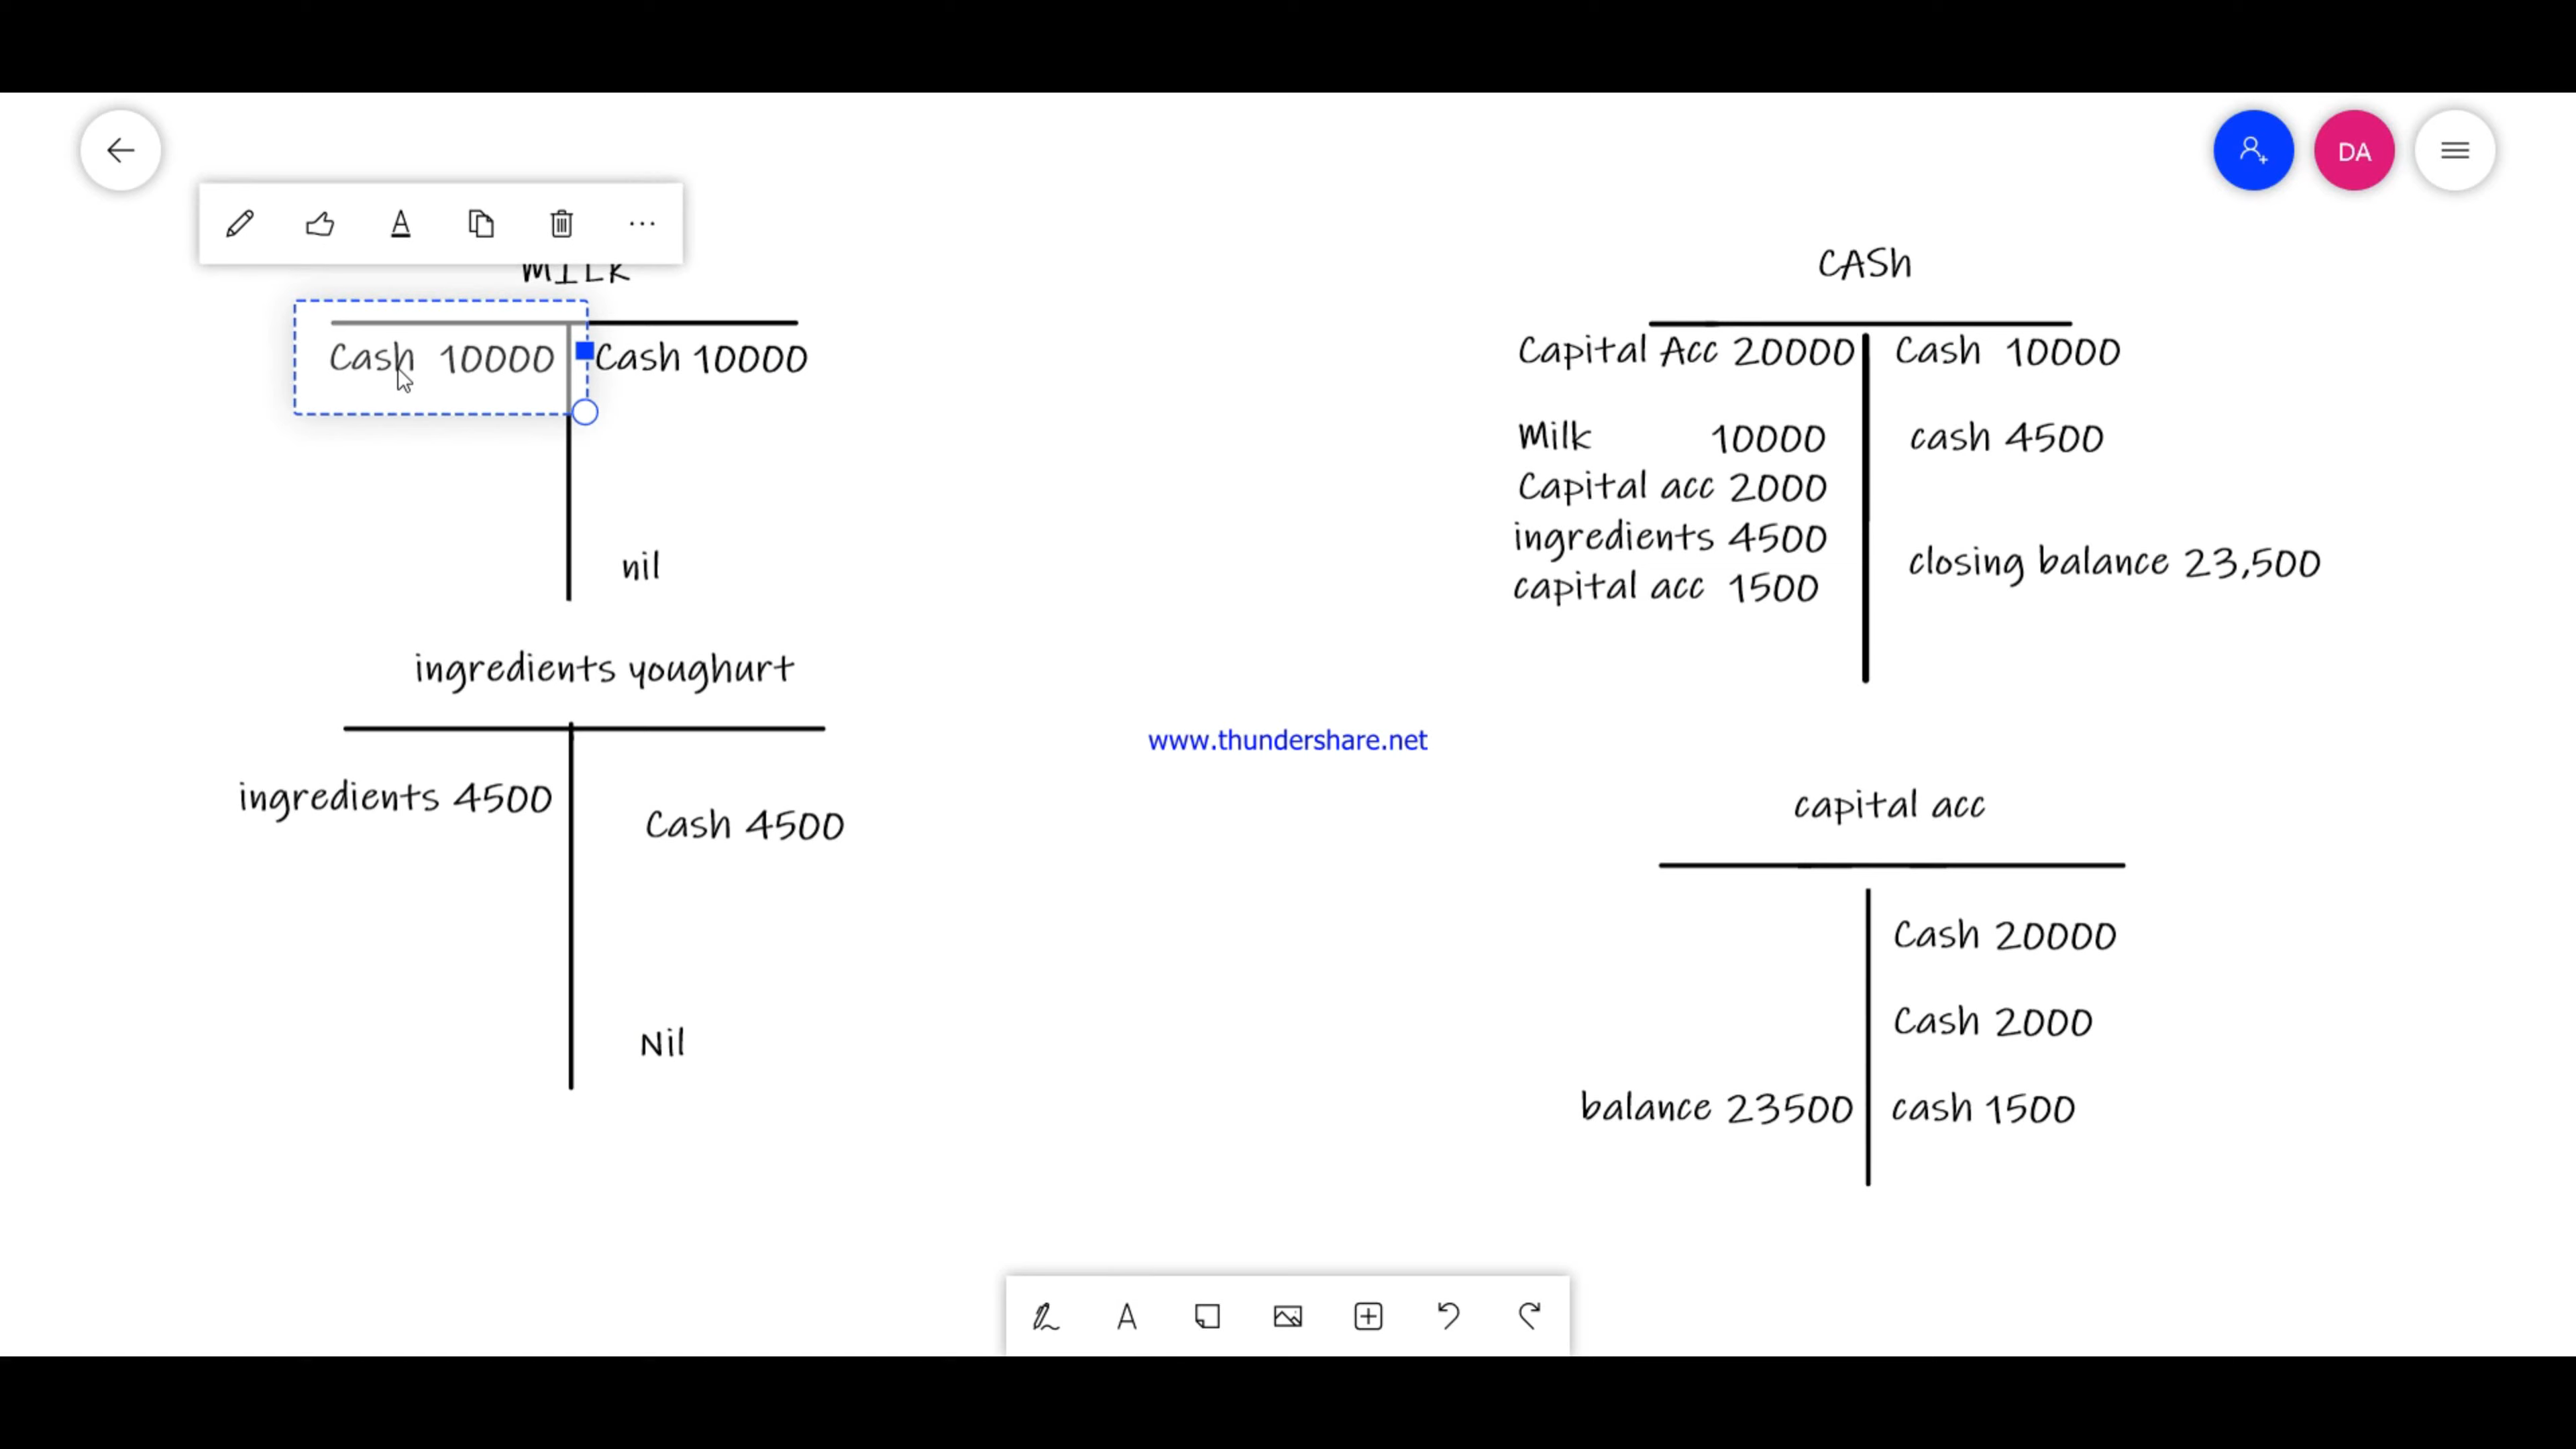 DA
MILK
Cash 10000
Cash 10000
nil
ingredients youghurt
ingredients 4500
Cash 4500
Nil
CASh
Capital Acc 20000
Cash 10000
Milk 10000
cash 4500
Capital acc 2000
ingredients 4500
closing balance 23,500
capital acc 1500
www.thundershare.net
capital acc
Cash 20000
Cash 2000
balance 23500
cash 1500